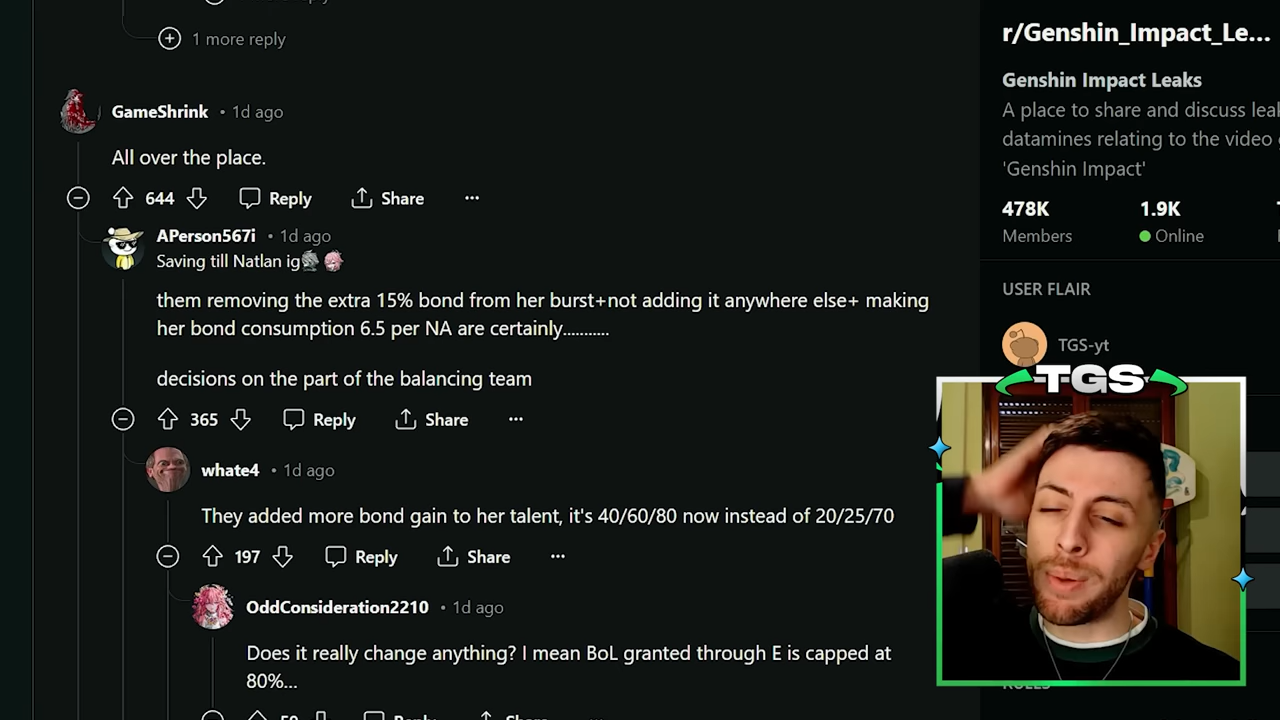 1 more reply
r/Genshin_Impact_Le...
Genshin Impact Leaks
A place to share and discuss
datamines relating to the video
'Genshin Impact'
478K
1.9K
Members
Online
USER FLAIR
TGS-yt
TGS
GameShrink • 1d ago
All over the place.
644 Reply Share ...
APerson567i • 1d ago
Saving till Natlan ig
them removing the extra 15% bond from her burst+not adding it anywhere else+ making
her bond consumption 6.5 per NA are certainly...........
decisions on the part of the balancing team
365 Reply Share ...
whate4 • 1d ago
They added more bond gain to her talent, it's 40/60/80 now instead of 20/25/70
197 Reply Share ...
OddConsideration2210 • 1d ago
Does it really change anything? I mean BoL granted through E is capped at
80%...
Reply Share